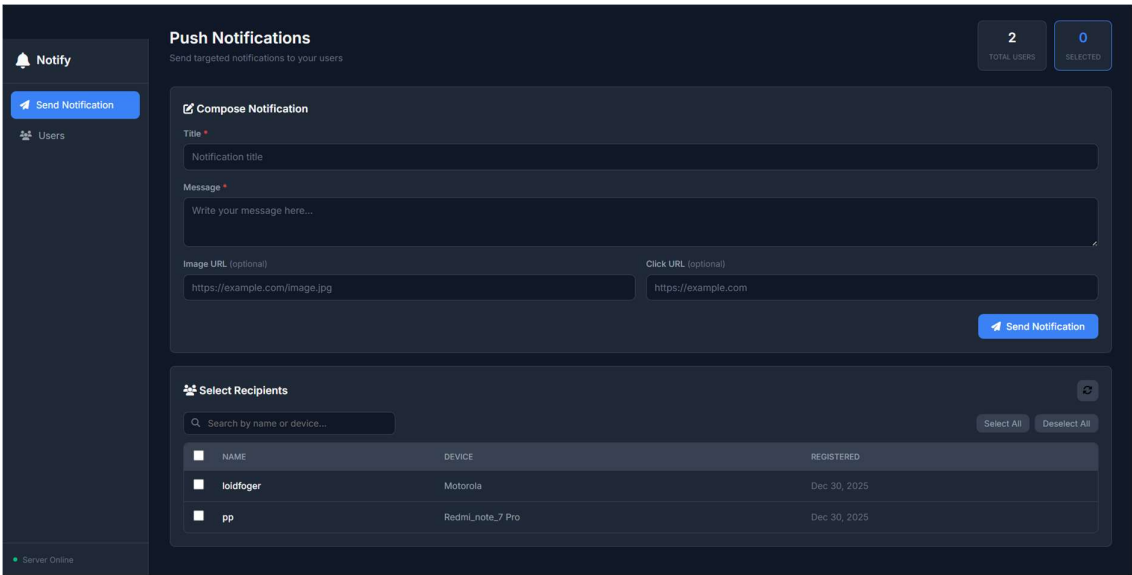 Notify
Send Notification
Users
Server Online
Push Notifications
Send targeted notifications to your users
2
TOTAL USERS
0
SELECTED
Compose Notification
Title *
Notification title
Message *
Write your message here...
Image URL (optional)
Click URL (optional)
https://example.com/image.jpg
https://example.com
Send Notification
Select Recipients
Search by name or device...
Select All
Deselect All
NAME DEVICE REGISTERED
loidfoger Motorola Dec 30, 2025
pp Redmi_note_7 Pro Dec 30, 2025